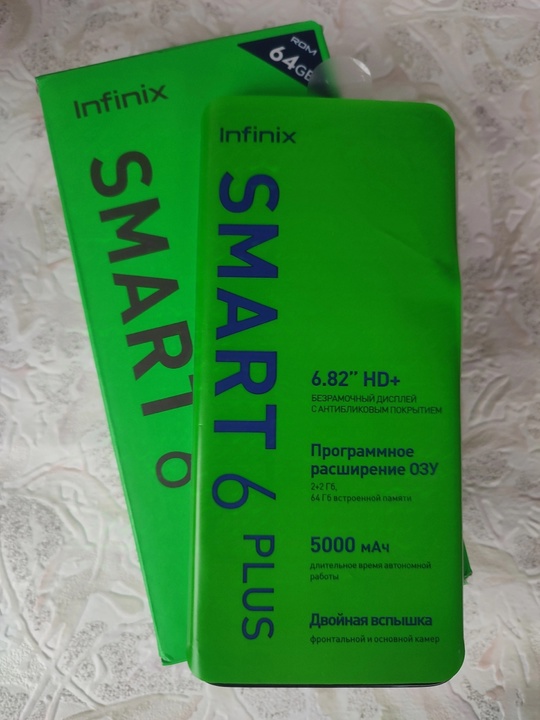 ROM
64GB
Infinix
SMART 6
Infinix
SMART 6 PLUS
6.82” HD+
БЕЗРАМОЧНЫЙ ДИСПЛЕЙ
С АНТИБЛИКОВЫМ ПОКРЫТИЕМ
Программное
расширение ОЗУ
2+2 Гб,
64 Гб встроенной памяти
5000 мАч
длительное время автономной
работы
Двойная вспышка
фронтальной и основной камер